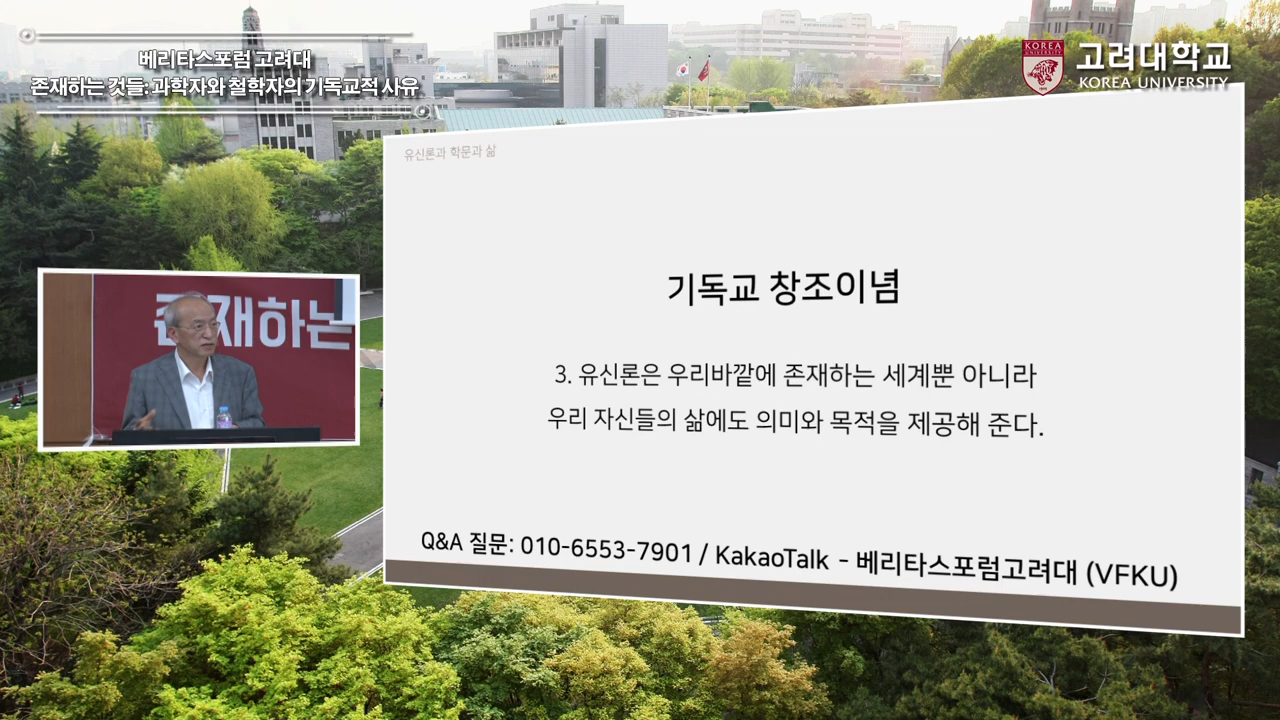 베리타스포럼 고려대
존재하는 것들: 과학자와 철학자의 기독교적 사유
KOREA
UNIVERSITY
고려대학교
KOREA UNIVERSITY
유신론과 학문과 삶
기독교 창조이념
3. 유신론은 우리바깥에 존재하는 세계뿐 아니라
우리 자신들의 삶에도 의미와 목적을 제공해 준다.
Q&A 질문: 010-6553-7901 / KakaoTalk - 베리타스포럼고려대 (VFKU)
존재하는